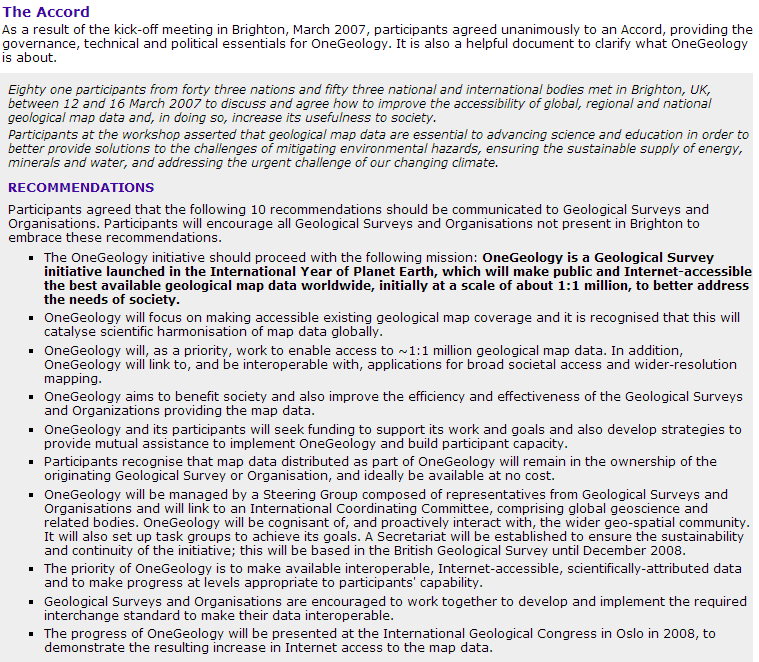 The Accord
As a result of the kick-off meeting in Brighton, March 2007, participants agreed unanimously to an Accord, providing the
governance, technical and political essentials for OneGeology. It is also a helpful document to clarify what OneGeology
is about.
Eighty one participants from forty three nations and fifty three national and international bodies met in Brighton, UK,
between 12 and 16 March 2007 to discuss and agree how to improve the accessibility of global, regional and national
geological map data and, in doing so, increase its usefulness to society.
Participants at the workshop asserted that geological map data are essential to advancing science and education in order to
better provide solutions to the challenges of mitigating environmental hazards, ensuring the sustainable supply of energy,
minerals and water, and addressing the urgent challenge of our changing climate.
RECOMMENDATIONS
Participants agreed that the following 10 recommendations should be communicated to Geological Surveys and
Organisations. Participants will encourage all Geological Surveys and Organisations not present in Brighton to
embrace these recommendations.
▪ The OneGeology initiative should proceed with the following mission: OneGeology is a Geological Survey
initiative launched in the International Year of Planet Earth, which will make public and Internet-accessible
the best available geological map data worldwide, initially at a scale of about 1:1 million, to better address
the needs of society.
▪ OneGeology will focus on making accessible existing geological map coverage and it is recognised that this will
catalyse scientific harmonisation of map data globally.
▪ OneGeology will, as a priority, work to enable access to ~1:1 million geological map data. In addition,
OneGeology will link to, and be interoperable with, applications for broad societal access and wider-resolution
mapping.
▪ OneGeology aims to benefit society and also improve the efficiency and effectiveness of the Geological Surveys
and Organizations providing the map data.
▪ OneGeology and its participants will seek funding to support its work and goals and also develop strategies to
provide mutual assistance to implement OneGeology and build participant capacity.
▪ Participants recognise that map data distributed as part of OneGeology will remain in the ownership of the
originating Geological Survey or Organisation, and ideally be available at no cost.
▪ OneGeology will be managed by a Steering Group composed of representatives from Geological Surveys and
Organisations and will link to an International Coordinating Committee, comprising global geoscience and
related bodies. OneGeology will be cognisant of, and proactively interact with, the wider geo-spatial community.
It will also set up task groups to achieve its goals. A Secretariat will be established to ensure the sustainability
and continuity of the initiative; this will be based in the British Geological Survey until December 2008.
▪ The priority of OneGeology is to make available interoperable, Internet-accessible, scientifically-attributed data
and to make progress at levels appropriate to participants' capability.
▪ Geological Surveys and Organisations are encouraged to work together to develop and implement the required
interchange standard to make their data interoperable.
▪ The progress of OneGeology will be presented at the International Geological Congress in Oslo in 2008, to
demonstrate the resulting increase in Internet access to the map data.